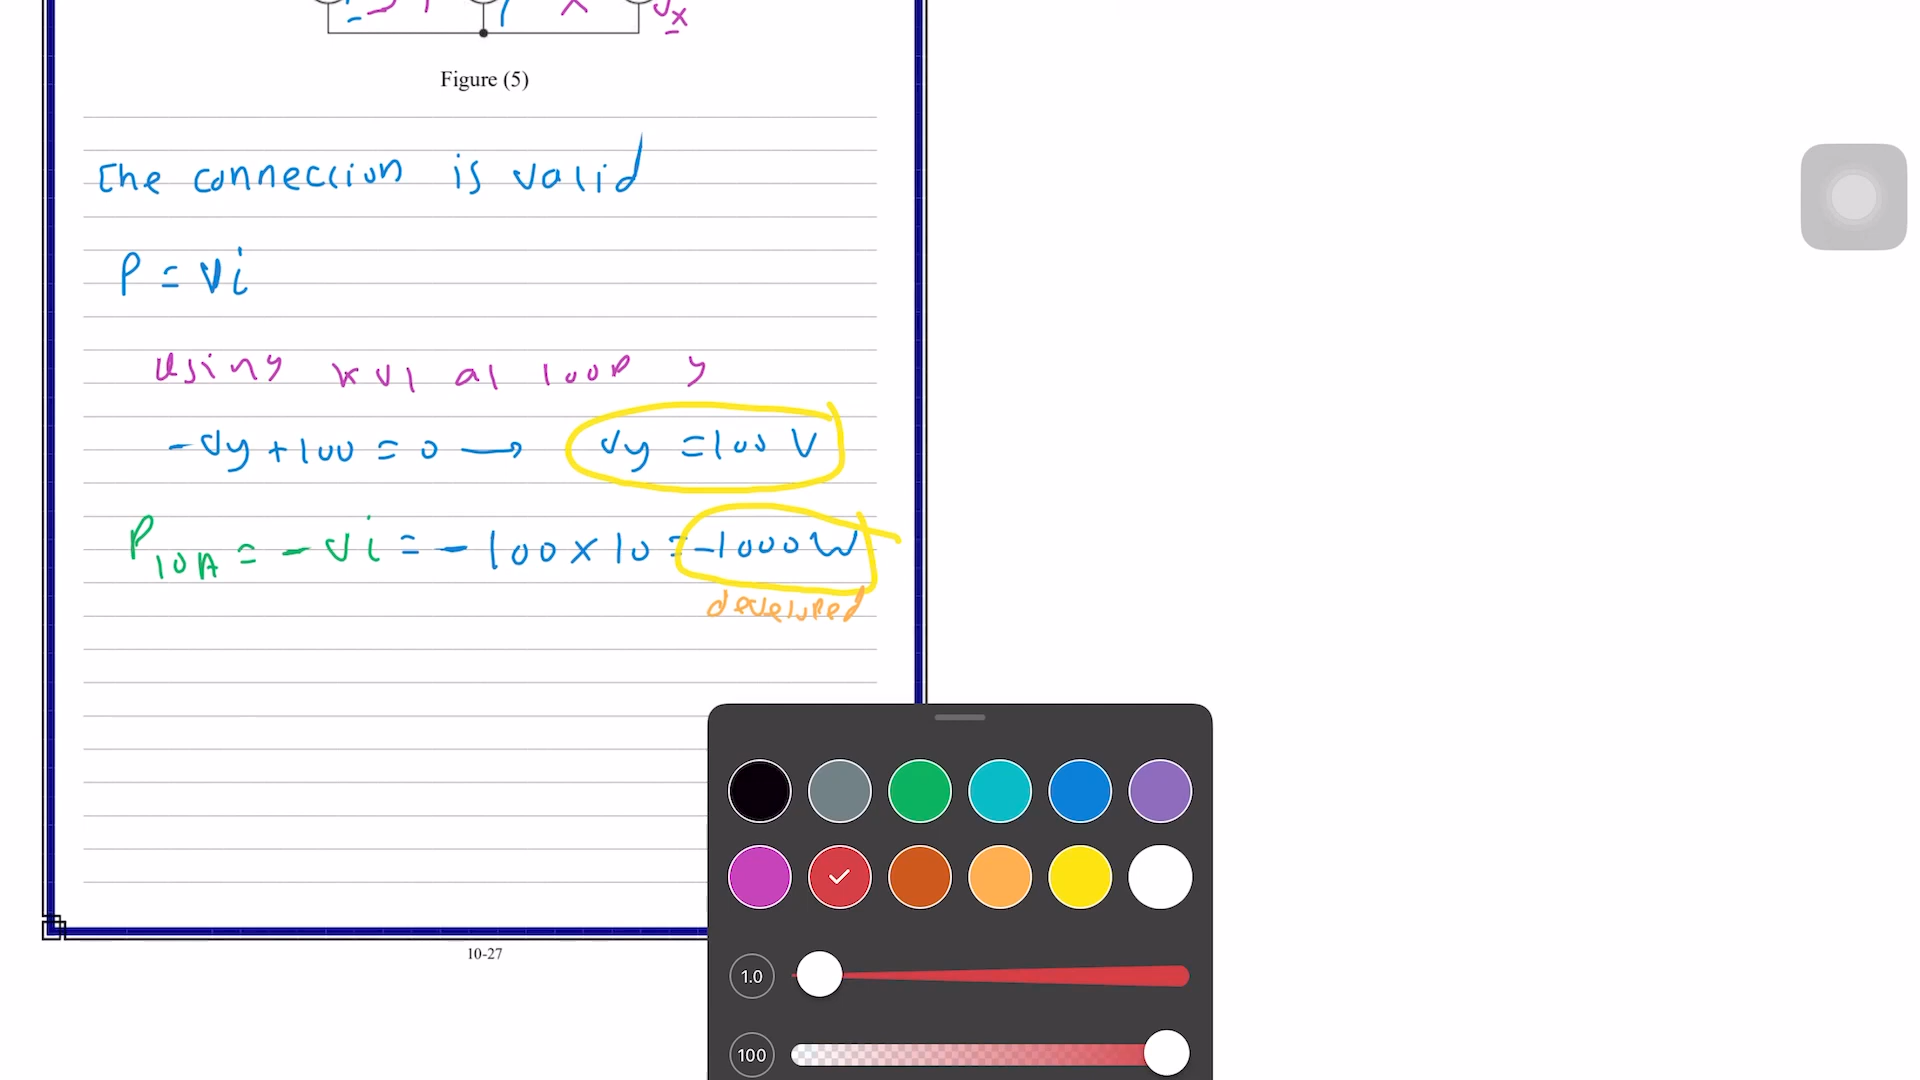 x vx
Figure (5)
The connection is valid
P = vi
Using kvl at loop y
-vy + 100 = 0 → vy = 100 V
P10A = -vi = -100 x 10 = -1000 W
developed
10-27
1.0
100